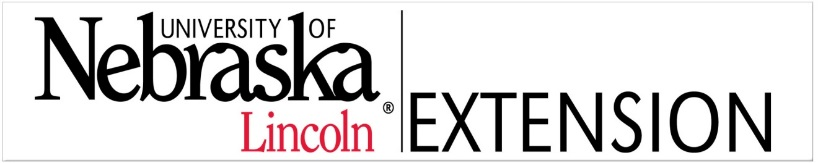 UNIVERSITY OF
Nebraska
Lincoln ® EXTENSION